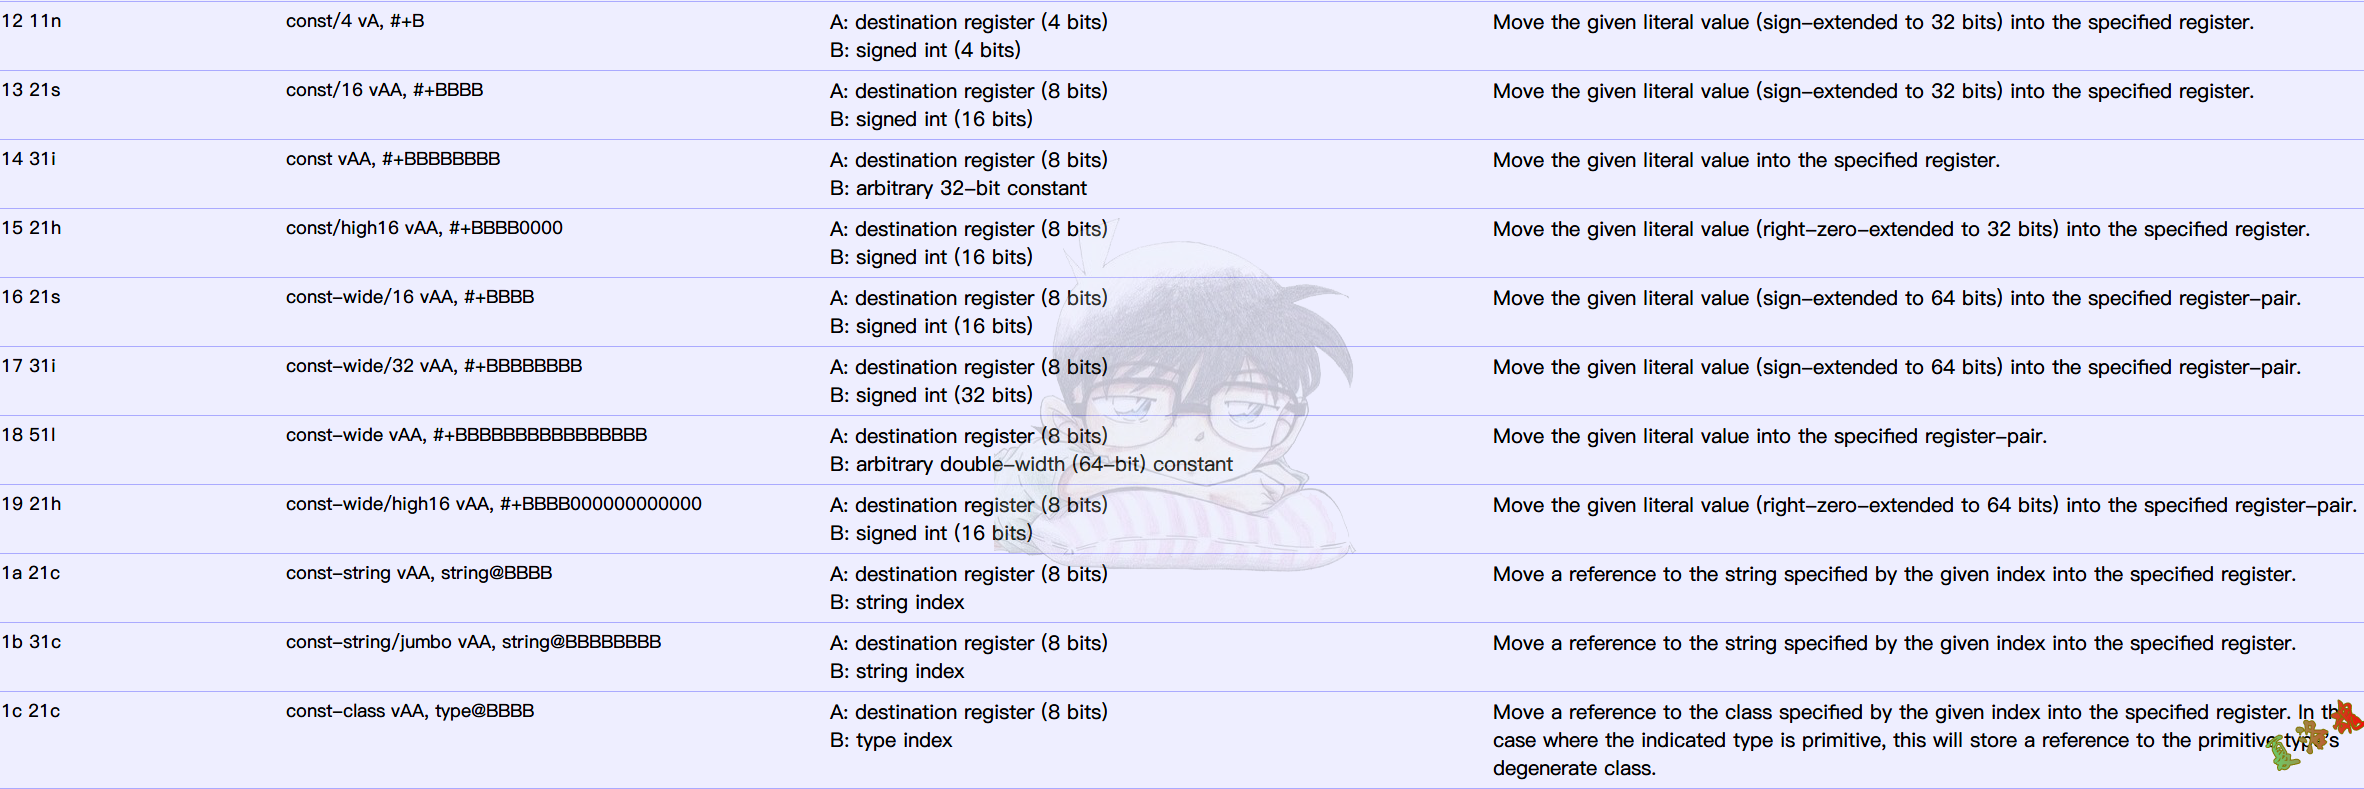 12 11n const/4 vA, #+B A: destination register (4 bits) Move the given literal value (sign-extended to 32 bits) into the specified register.
B: signed int (4 bits)
13 21s const/16 vAA, #+BBBB A: destination register (8 bits) Move the given literal value (sign-extended to 32 bits) into the specified register.
B: signed int (16 bits)
14 31i const vAA, #+BBBBBBBB A: destination register (8 bits) Move the given literal value into the specified register.
B: arbitrary 32-bit constant
15 21h const/high16 vAA, #+BBBB0000 A: destination register (8 bits) Move the given literal value (right-zero-extended to 32 bits) into the specified register.
B: signed int (16 bits)
16 21s const-wide/16 vAA, #+BBBB A: destination register (8 bits) Move the given literal value (sign-extended to 64 bits) into the specified register-pair.
B: signed int (16 bits)
17 31i const-wide/32 vAA, #+BBBBBBBB A: destination register (8 bits) Move the given literal value (sign-extended to 64 bits) into the specified register-pair.
B: signed int (32 bits)
18 51l const-wide vAA, #+BBBBBBBBBBBBBBBB A: destination register (8 bits) Move the given literal value into the specified register-pair.
B: arbitrary double-width (64-bit) constant
19 21h const-wide/high16 vAA, #+BBBB000000000000 A: destination register (8 bits) Move the given literal value (right-zero-extended to 64 bits) into the specified register-pair.
B: signed int (16 bits)
1a 21c const-string vAA, string@BBBB A: destination register (8 bits) Move a reference to the string specified by the given index into the specified register.
B: string index
1b 31c const-string/jumbo vAA, string@BBBBBBBB A: destination register (8 bits) Move a reference to the string specified by the given index into the specified register.
B: string index
1c 21c const-class vAA, type@BBBB A: destination register (8 bits) Move a reference to the class specified by the given index into the specified register. In the
B: type index case where the indicated type is primitive, this will store a reference to the primitive type's
degenerate class.